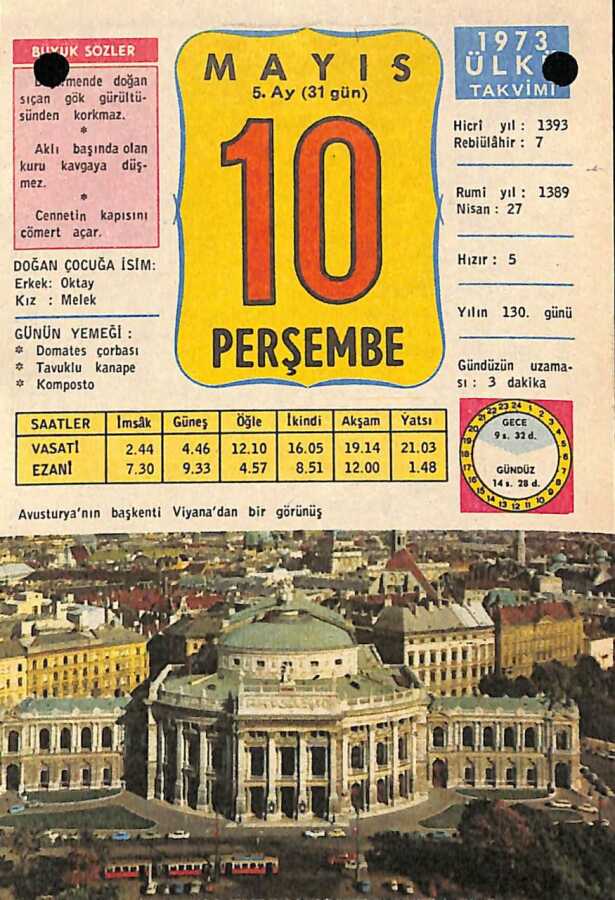 BÜYÜK SÖZLER
doğan
sıçan gök gürültü-
sünden korkmaz.
*
Aklı başında olan
kuru kavgaya düş-
mez.
*
Cennetin kapısını
cömert açar.
DOĞAN ÇOCUĞA İSİM:
Erkek: Oktay
Kız : Melek
GÜNÜN YEMEĞİ :
* Domates çorbası
* Tavuklu kanape
* Komposto
MAYIS
5. Ay (31 gün)
10
PERŞEMBE
1973
ÜLKÜ
TAKVİMİ
Hicrî yıl : 1393
Rebiülâhir : 7
Rumî yıl : 1389
Nisan : 27
Hızır : 5
Yılın 130. günü
Gündüzün uzama-
sı : 3 dakika
SAATLER İmsâk Güneş Öğle İkindi Akşam Yatsı
VASATİ 2.44 4.46 12.10 16.05 19.14 21.03
EZANİ 7.30 9.33 4.57 8.51 12.00 1.48
GECE
9 s. 32 d.
GÜNDÜZ
14 s. 28 d.
Avusturya'nın başkenti Viyana'dan bir görünüş